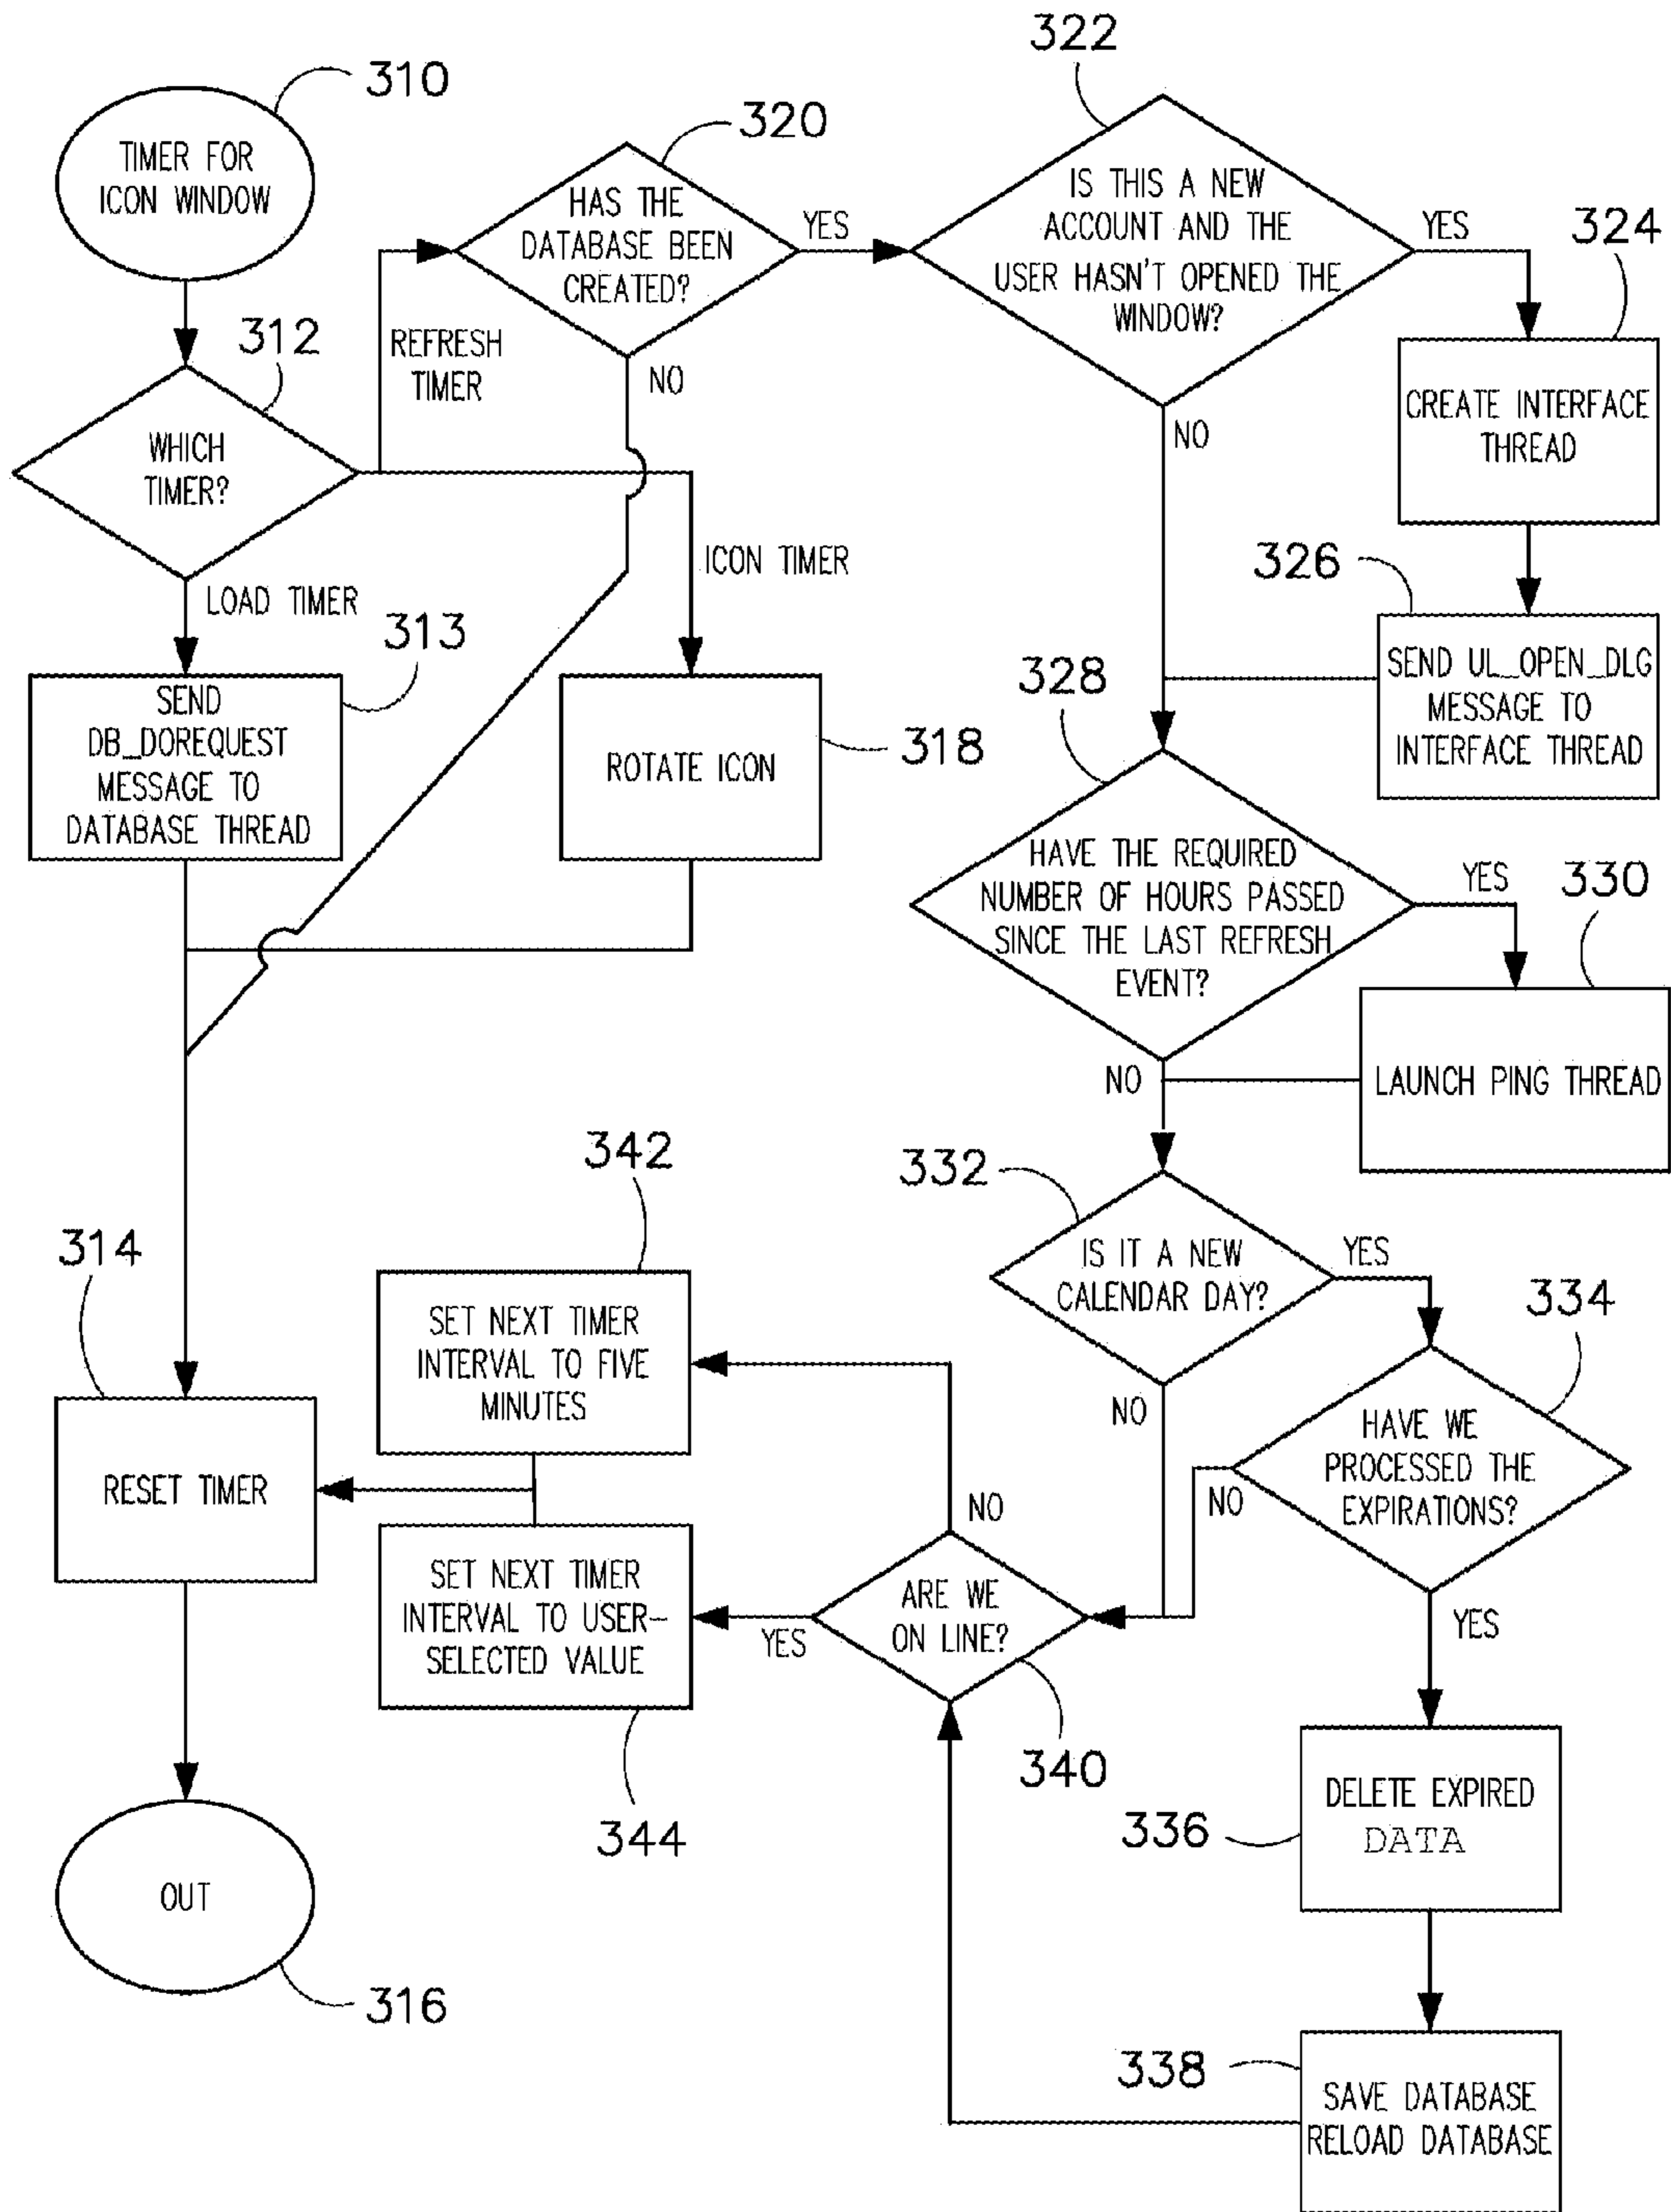 310
TIMER FOR
ICON WINDOW
312
WHICH
TIMER?
REFRESH
TIMER
LOAD TIMER
ICON TIMER
313
SEND
DB_DOREQUEST
MESSAGE TO
DATABASE THREAD
318
ROTATE ICON
320
HAS THE
DATABASE BEEN
CREATED?
YES
NO
322
IS THIS A NEW
ACCOUNT AND THE
USER HASN'T OPENED THE
WINDOW?
YES
NO
324
CREATE INTERFACE
THREAD
326
SEND UL_OPEN_DLG
MESSAGE TO
INTERFACE THREAD
328
HAVE THE REQUIRED
NUMBER OF HOURS PASSED
SINCE THE LAST REFRESH
EVENT?
YES
NO
330
LAUNCH PING THREAD
332
IS IT A NEW
CALENDAR DAY?
YES
NO
334
HAVE WE
PROCESSED THE
EXPIRATIONS?
NO
YES
336
DELETE EXPIRED
DATA
338
SAVE DATABASE
RELOAD DATABASE
340
ARE WE
ON LINE?
NO
YES
342
SET NEXT TIMER
INTERVAL TO FIVE
MINUTES
344
SET NEXT TIMER
INTERVAL TO USER-
SELECTED VALUE
314
RESET TIMER
OUT
316